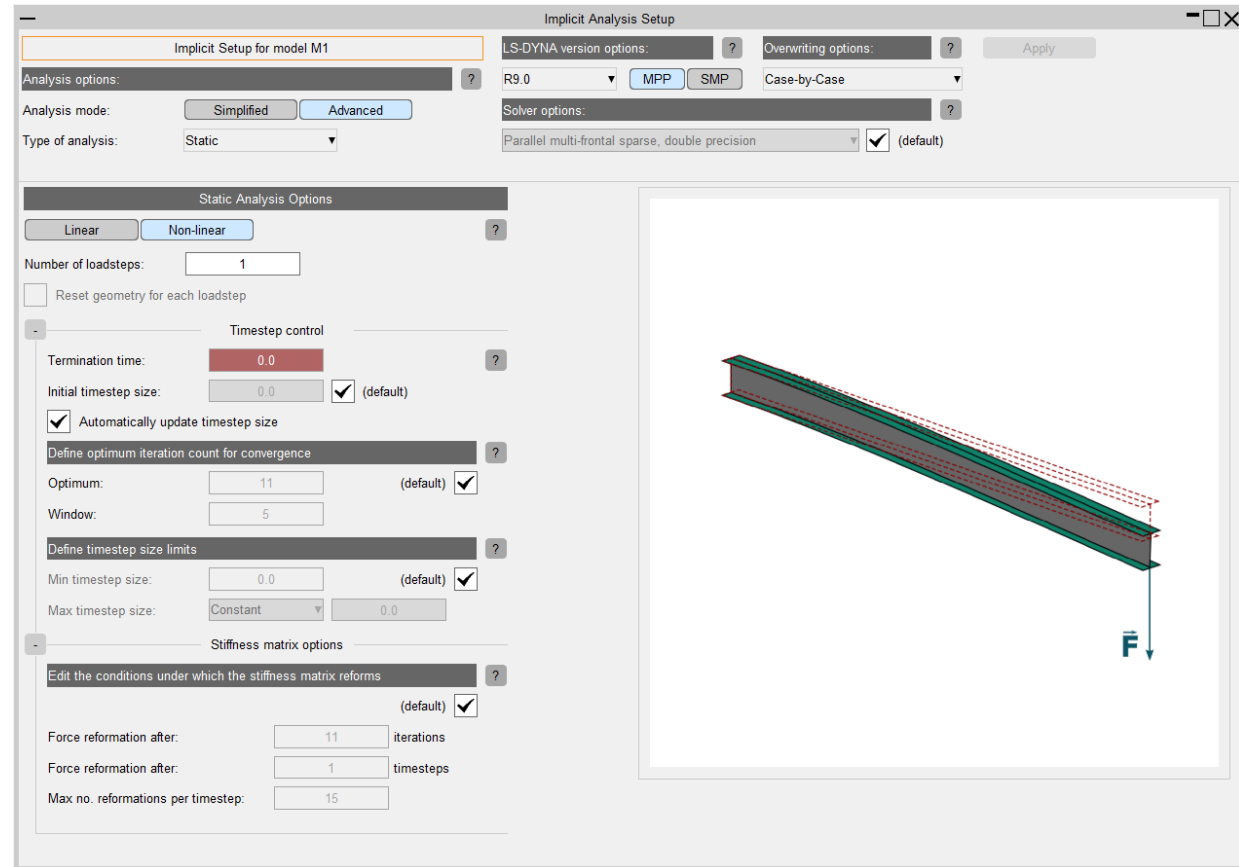 Implicit Analysis Setup
Implicit Setup for model M1
LS-DYNA version options: ?
Overwriting options: ?
Apply
Analysis options: ?
R9.0 MPP SMP
Case-by-Case
Analysis mode: Simplified Advanced
Solver options: ?
Type of analysis: Static
Parallel multi-frontal sparse, double precision (default)
Static Analysis Options
Linear Non-linear ?
Number of loadsteps: 1
Reset geometry for each loadstep
- Timestep control
Termination time: 0.0 ?
Initial timestep size: 0.0 (default)
Automatically update timestep size
Define optimum iteration count for convergence ?
Optimum: 11 (default)
Window: 5
Define timestep size limits ?
Min timestep size: 0.0 (default)
Max timestep size: Constant 0.0
- Stiffness matrix options
Edit the conditions under which the stiffness matrix reforms ?
(default)
Force reformation after: 11 iterations
Force reformation after: 1 timesteps
Max no. reformations per timestep: 15
F⃗